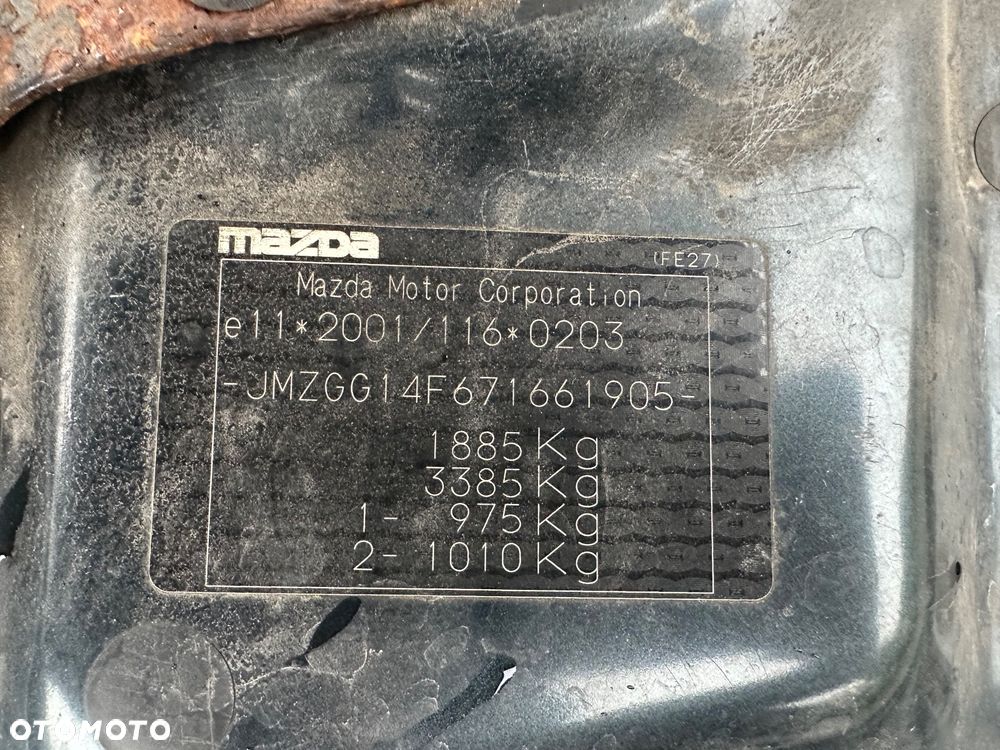 mazda
(FE27)
Mazda Motor Corporation
e11*2001/116*0203
-JMZGG14F671661905-
1885 Kg
3385 Kg
1- 975 Kg
2- 1010 Kg
OTOMOTO